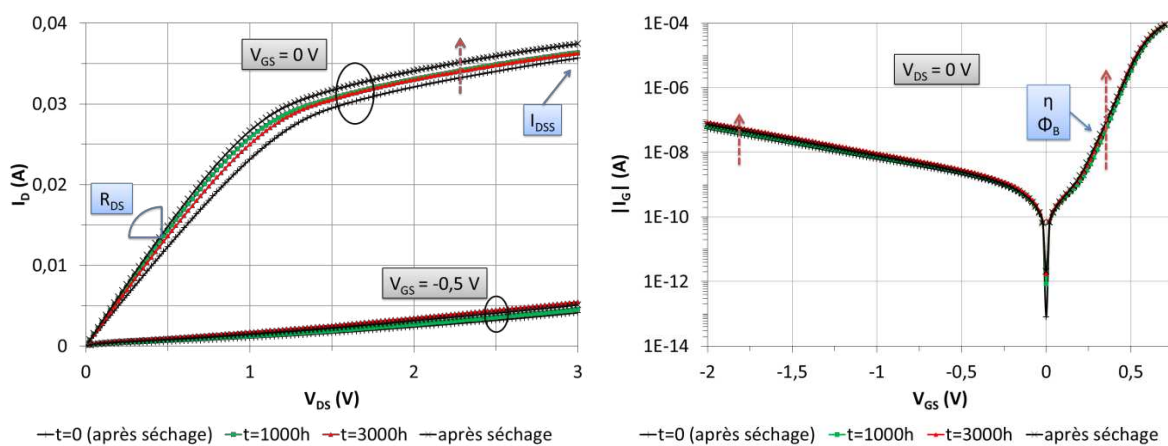 0,04
0,03
0,02
0,01
0
I_D (A)
V_GS = 0 V
I_DSS
R_DS
V_GS = -0,5 V
0 1 2 3
V_DS (V)
t=0 (après séchage) t=1000h t=3000h après séchage
1E-04
1E-06
1E-08
1E-10
1E-12
1E-14
|I_G| (A)
V_DS = 0 V
η
Φ_B
-2 -1,5 -1 -0,5 0 0,5
V_GS (V)
t=0 (après séchage) t=1000h t=3000h après séchage